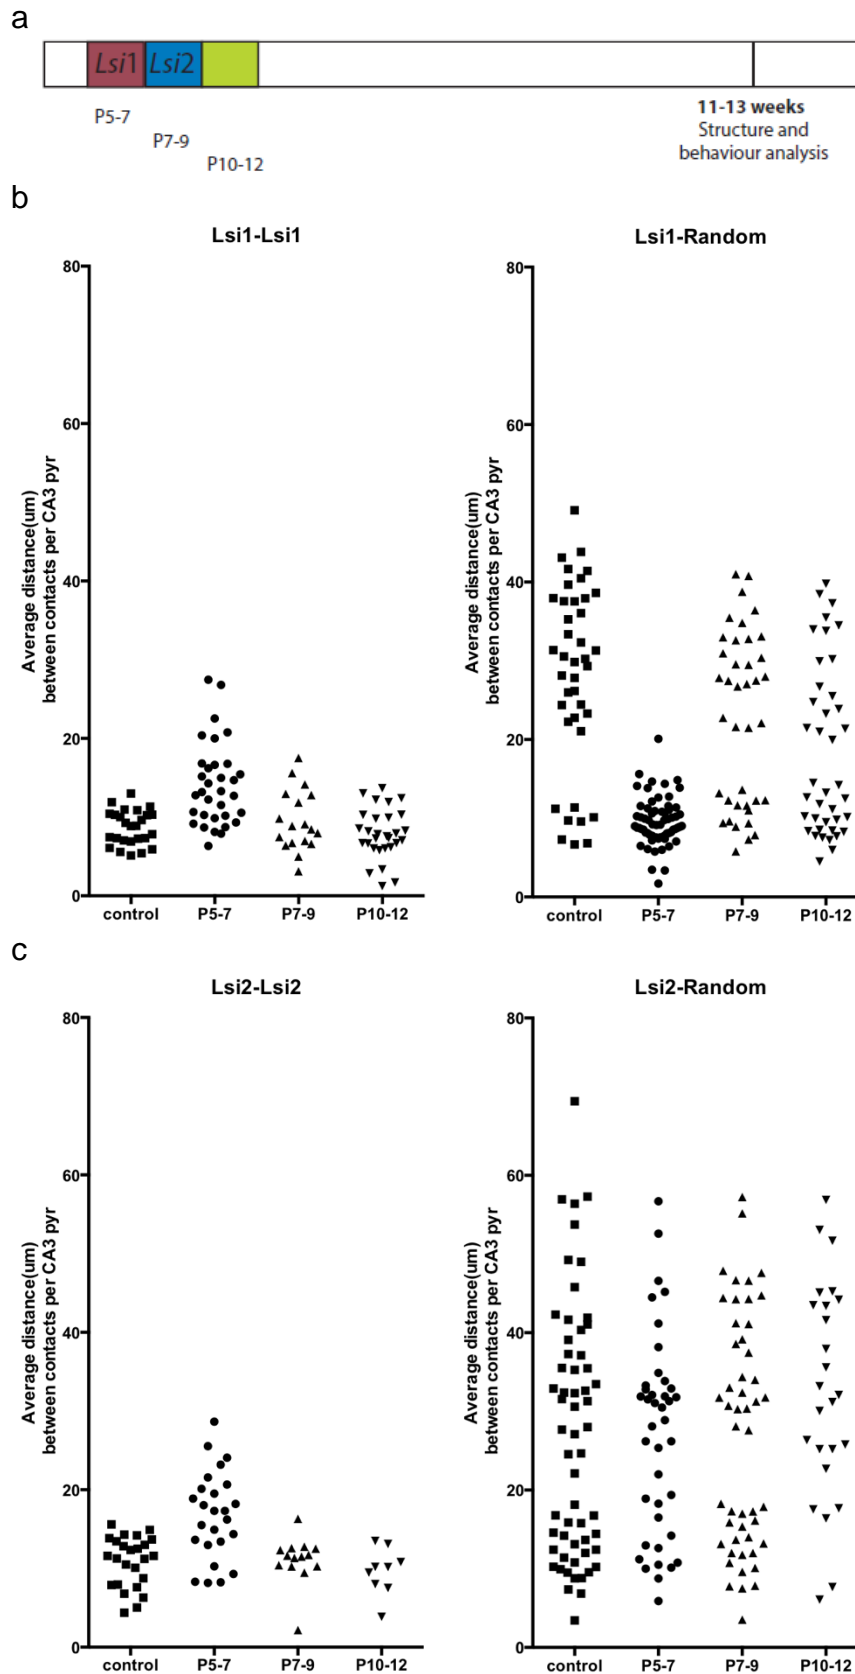 a
Lsi1 Lsi2
P5-7
P7-9
P10-12
11-13 weeks
Structure and
behaviour analysis
b
Lsi1-Lsi1
80
60
40
20
0
Average distance(um)
between contacts per CA3 pyr
control P5-7 P7-9 P10-12
Lsi1-Random
80
60
40
20
0
Average distance(um)
between contacts per CA3 pyr
control P5-7 P7-9 P10-12
c
Lsi2-Lsi2
80
60
40
20
0
Average distance(um)
between contacts per CA3 pyr
control P5-7 P7-9 P10-12
Lsi2-Random
80
60
40
20
0
Average distance(um)
between contacts per CA3 pyr
control P5-7 P7-9 P10-12